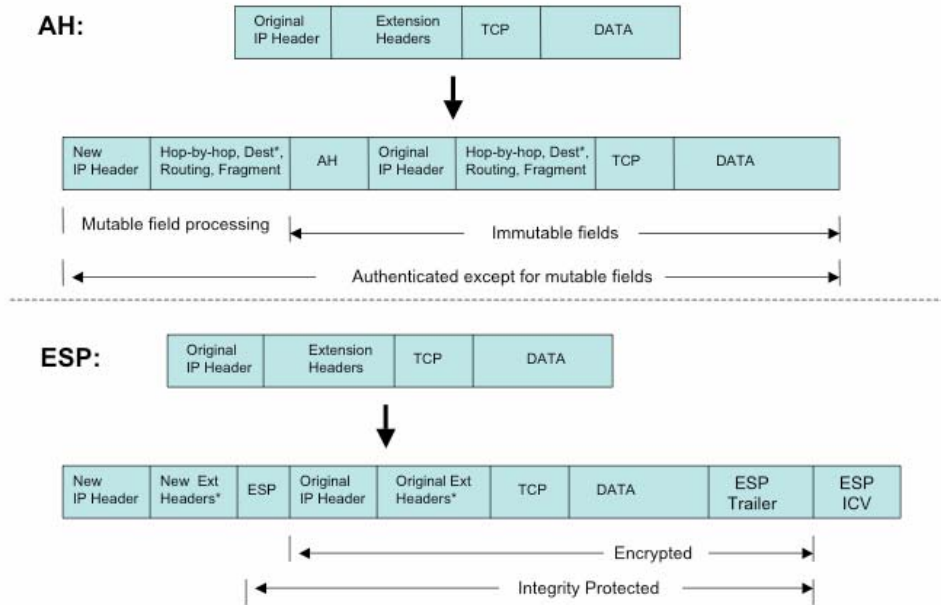 AH:
Original
IP Header
Extension
Headers
TCP
DATA
New
IP Header
Hop-by-hop, Dest*,
Routing, Fragment
AH
Original
IP Header
Hop-by-hop, Dest*,
Routing, Fragment
TCP
DATA
Mutable field processing
Immutable fields
Authenticated except for mutable fields
ESP:
Original
IP Header
Extension
Headers
TCP
DATA
New
IP Header
New Ext
Headers*
ESP
Original
IP Header
Original Ext
Headers*
TCP
DATA
ESP
Trailer
ESP
ICV
Encrypted
Integrity Protected